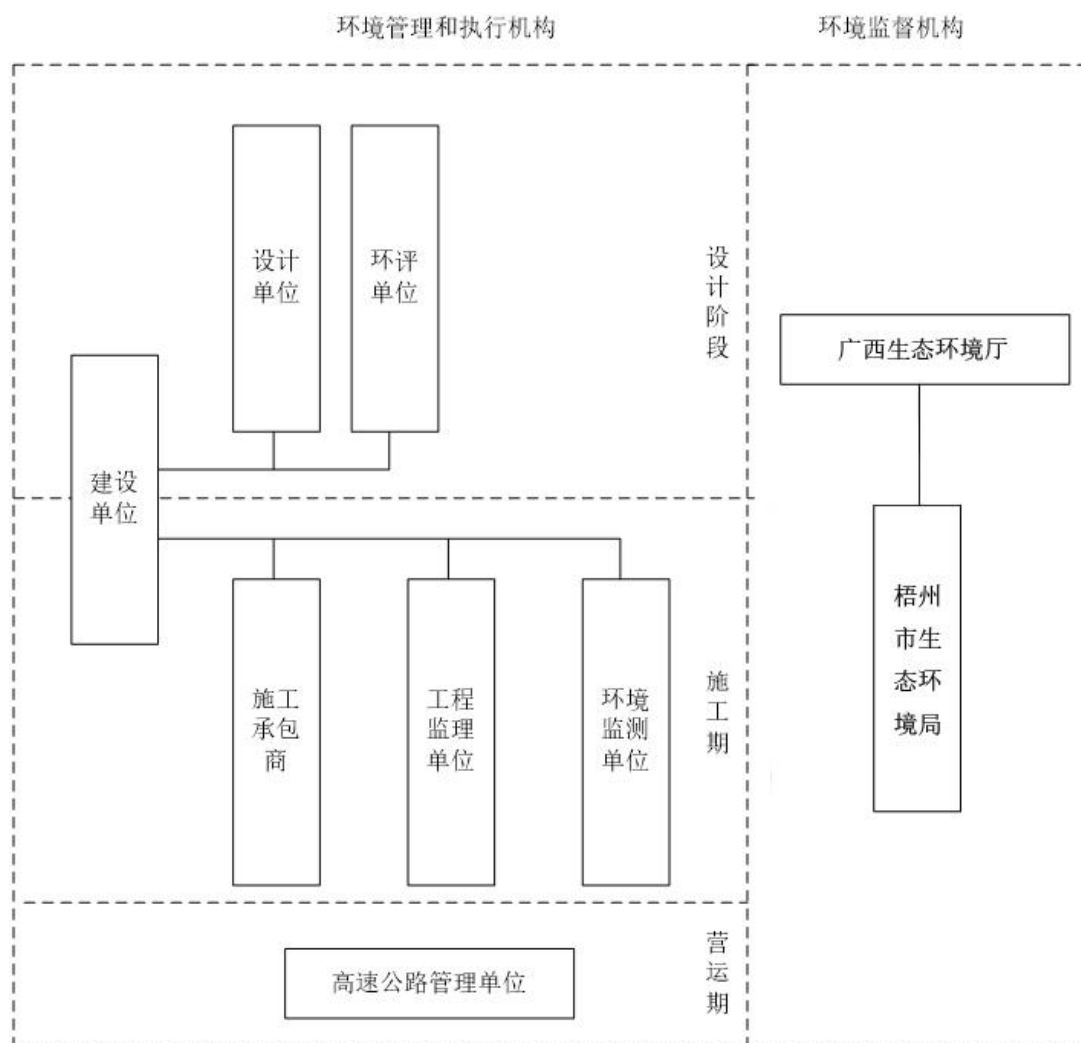 环境管理和执行机构
环境监督机构
设计
单位
环评
单位
设
计
阶
段
建设
单位
广西生态环境厅
梧州
市生
态环
境局
施工
承包
商
工程
监理
单位
环境
监测
单位
施
工
期
高速公路管理单位
营
运
期